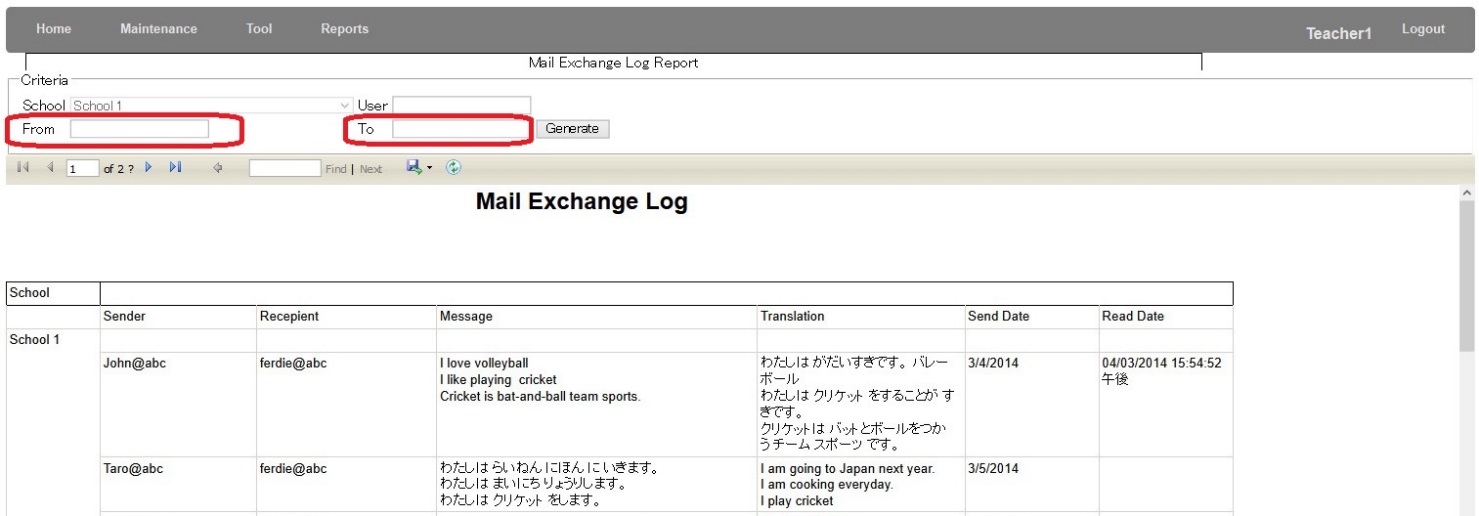 Home Maintenance Tool Reports Teacher1 Logout
Mail Exchange Log Report
Criteria
School School 1 User
From To Generate
1 of 2 ? Find | Next
Mail Exchange Log
School
Sender Recepient Message Translation Send Date Read Date
School 1
John@abc ferdie@abc I love volleyball わたしは がだいすきです。バレー 3/4/2014 04/03/2014 15:54:52
I like playing cricket ボール 午後
Cricket is bat-and-ball team sports. わたしは クリケット をすることが す
きです。
クリケットは バットとボールをつか
うチーム スポーツ です。
Taro@abc ferdie@abc わたしは らいねん にほん に いきます。 I am going to Japan next year. 3/5/2014
わたしは まいにち りょうりします。 I am cooking everyday.
わたしは クリケット をします。 I play cricket